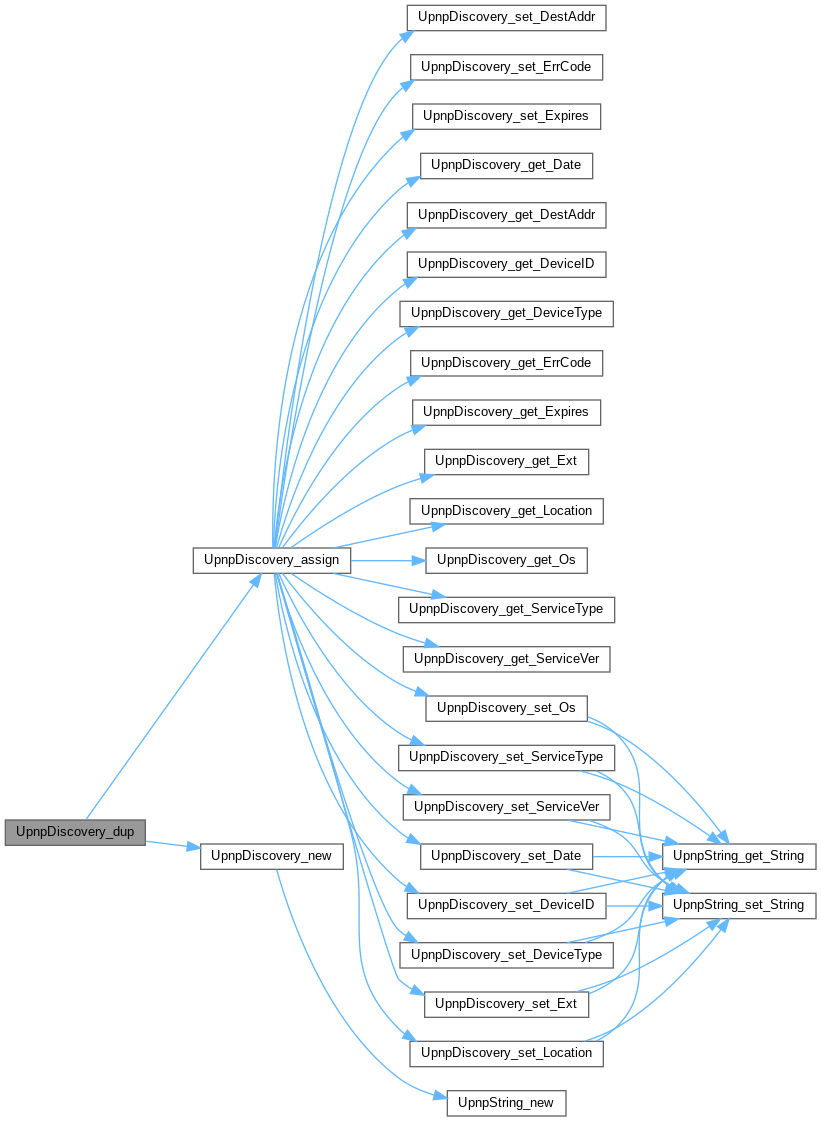 UpnpDiscovery_set_DestAddr
UpnpDiscovery_set_ErrCode
UpnpDiscovery_set_Expires
UpnpDiscovery_get_Date
UpnpDiscovery_get_DestAddr
UpnpDiscovery_get_DeviceID
UpnpDiscovery_get_DeviceType
UpnpDiscovery_get_ErrCode
UpnpDiscovery_get_Expires
UpnpDiscovery_get_Ext
UpnpDiscovery_get_Location
UpnpDiscovery_assign
UpnpDiscovery_get_Os
UpnpDiscovery_get_ServiceType
UpnpDiscovery_get_ServiceVer
UpnpDiscovery_set_Os
UpnpDiscovery_set_ServiceType
UpnpDiscovery_set_ServiceVer
UpnpDiscovery_dup
UpnpDiscovery_new
UpnpDiscovery_set_Date
UpnpString_get_String
UpnpDiscovery_set_DeviceID
UpnpString_set_String
UpnpDiscovery_set_DeviceType
UpnpDiscovery_set_Ext
UpnpDiscovery_set_Location
UpnpString_new